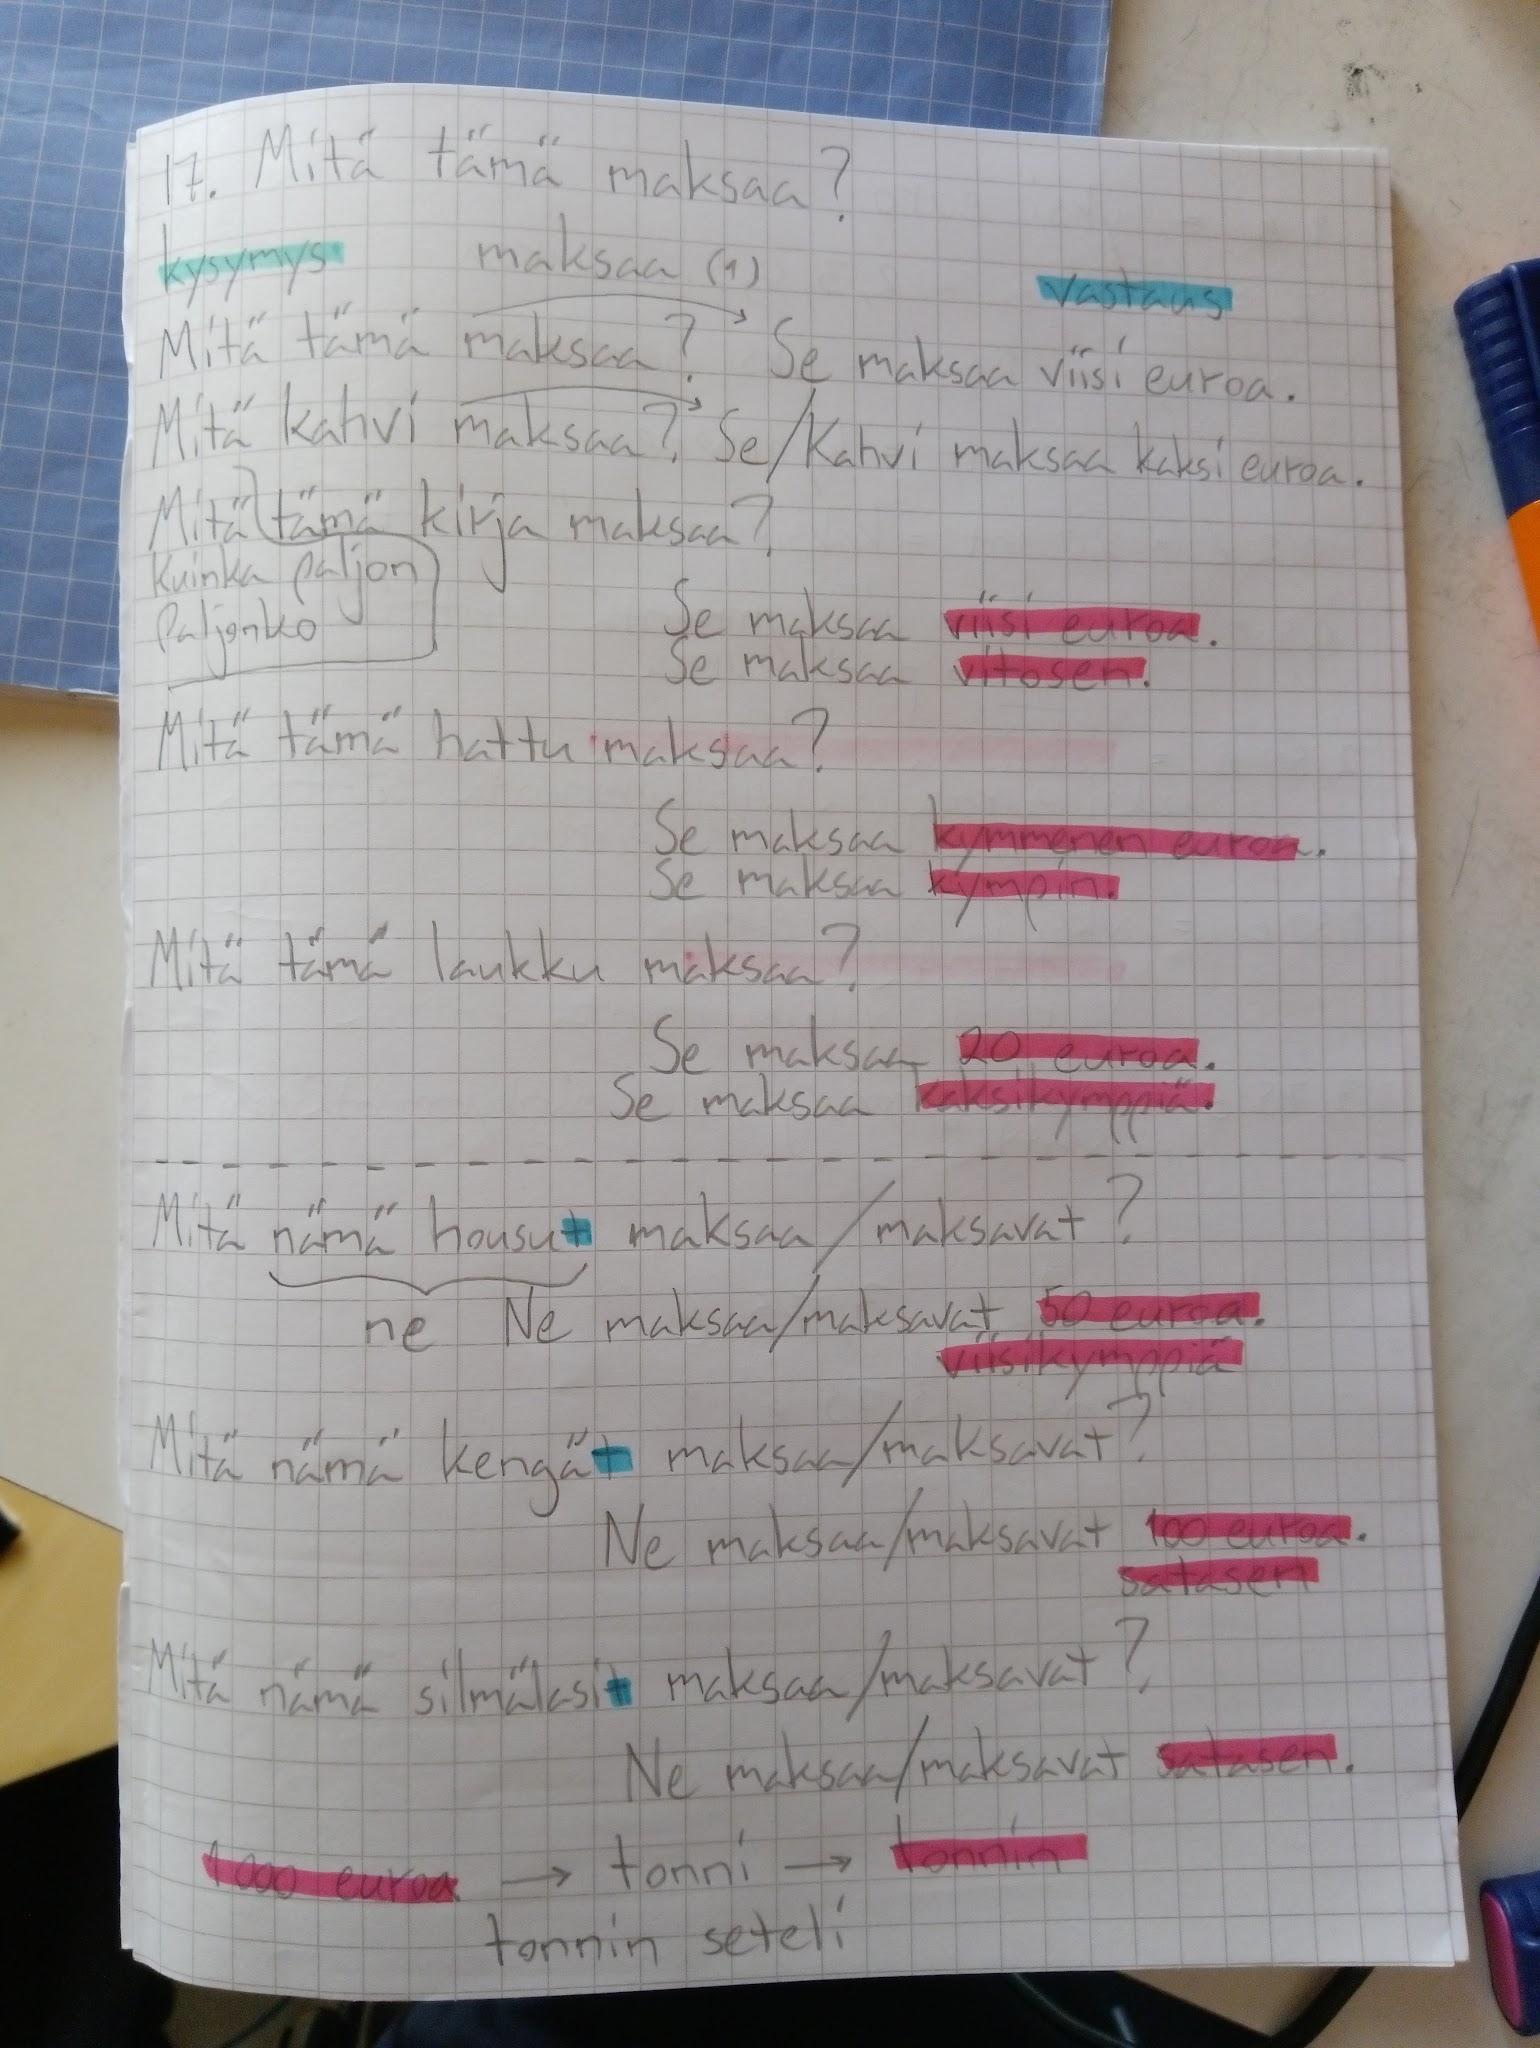 17. Mitä tämä maksaa?
kysymys maksaa (1) vastaus
Mitä tämä maksaa? → Se maksaa viisi euroa.
Mitä kahvi maksaa? → Se/Kahvi maksaa kaksi euroa.
Mitä tämä kirja maksaa?
Kuinka paljon
Paljonko
Se maksaa viisi euroa.
Se maksaa vitosen.
Mitä tämä hattu maksaa?
Se maksaa kymmenen euroa.
Se maksaa kympin.
Mitä tämä laukku maksaa?
Se maksaa 20 euroa.
Se maksaa kaksikymppiä.
Mitä nämä housut maksaa/maksavat?
ne Ne maksaa/maksavat 50 euroa.
viisikymppiä
Mitä nämä kengät maksaa/maksavat?
Ne maksaa/maksavat 100 euroa.
satasen
Mitä nämä silmälasit maksaa/maksavat?
Ne maksaa/maksavat satasen.
1 000 euroa → tonni → tonnin
tonnin seteli